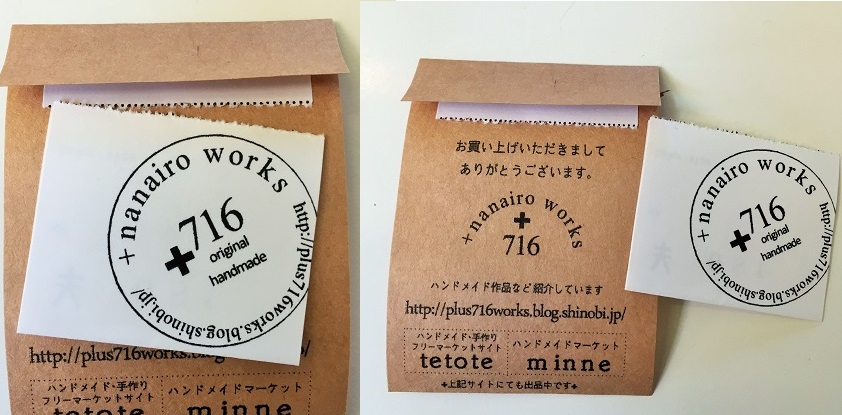 + nanairo works
+716
original
handmade
http://plus716works.blog.shinobi.jp/
http://plus716works.blog
ハンドメイド・手作り
フリーマーケットサイト
tetote
ハンドメイドマーケット
minne
お買い上げいただきまして
ありがとうございます。
+ nanairo works
+
716
ハンドメイド作品など紹介しています
http://plus716works.blog.shinobi.jp/
ハンドメイド・手作り
フリーマーケットサイト
tetote
ハンドメイドマーケット
minne
+上記サイトにても出品中です+
+ nanairo works
+716
original
handmade
http://plus716works.blog.shinobi.jp/